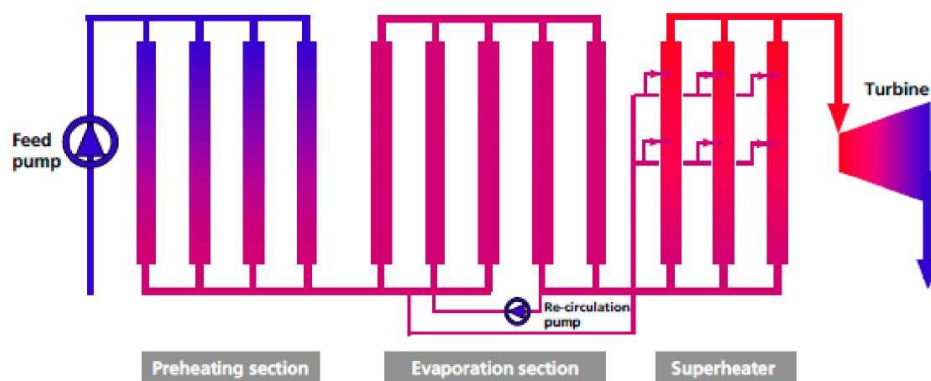 Feed
pump
Turbine
Re-circulation
pump
Preheating section
Evaporation section
Superheater